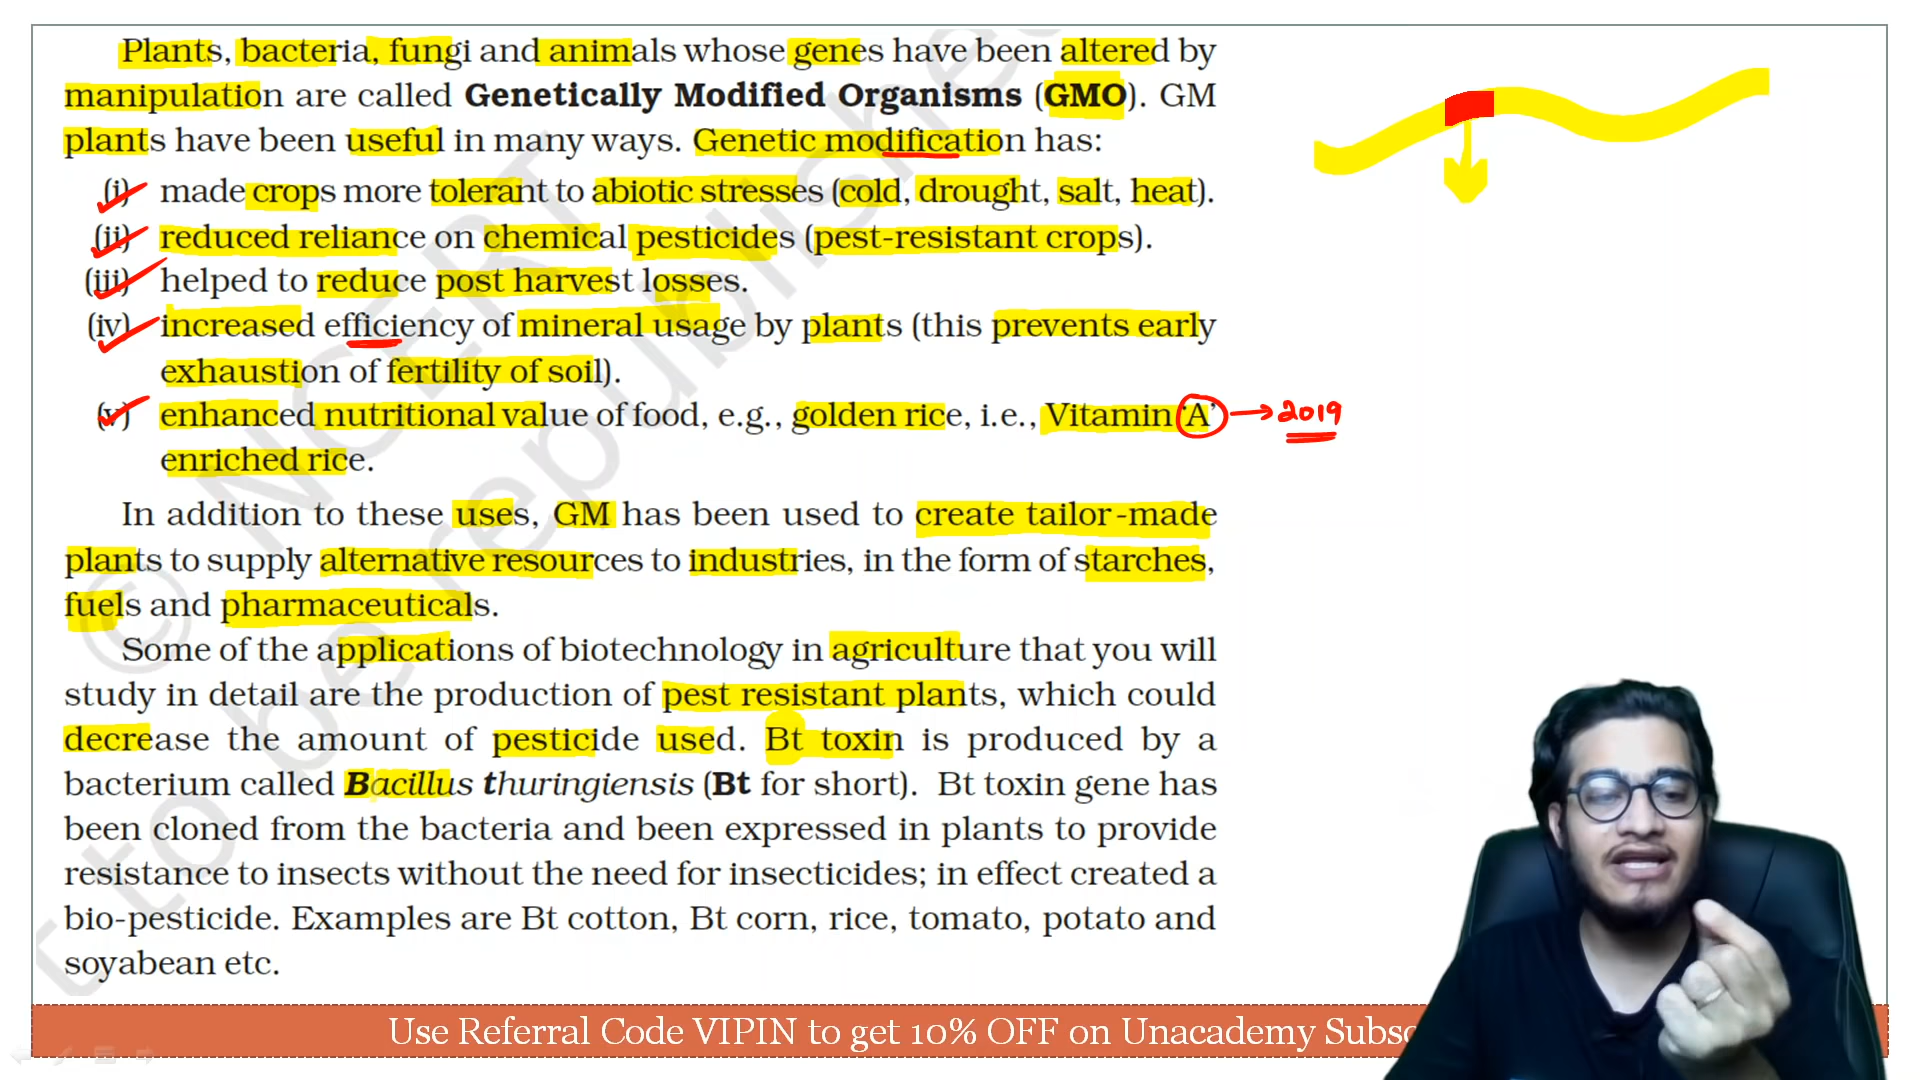 Plants, bacteria, fungi and animals whose genes have been altered by
manipulation are called Genetically Modified Organisms (GMO). GM
plants have been useful in many ways. Genetic modification has:
(i) made crops more tolerant to abiotic stresses (cold, drought, salt, heat).
(ii) reduced reliance on chemical pesticides (pest-resistant crops).
(iii) helped to reduce post harvest losses.
(iv) increased efficiency of mineral usage by plants (this prevents early
exhaustion of fertility of soil).
(v) enhanced nutritional value of food, e.g., golden rice, i.e., Vitamin 'A' → 2019
enriched rice.
In addition to these uses, GM has been used to create tailor-made
plants to supply alternative resources to industries, in the form of starches,
fuels and pharmaceuticals.
Some of the applications of biotechnology in agriculture that you will
study in detail are the production of pest resistant plants, which could
decrease the amount of pesticide used. Bt toxin is produced by a
bacterium called Bacillus thuringiensis (Bt for short). Bt toxin gene has
been cloned from the bacteria and been expressed in plants to provide
resistance to insects without the need for insecticides; in effect created a
bio-pesticide. Examples are Bt cotton, Bt corn, rice, tomato, potato and
soyabean etc.
© NCERT
not to be republished
Use Referral Code VIPIN to get 10% OFF on Unacademy Subsc